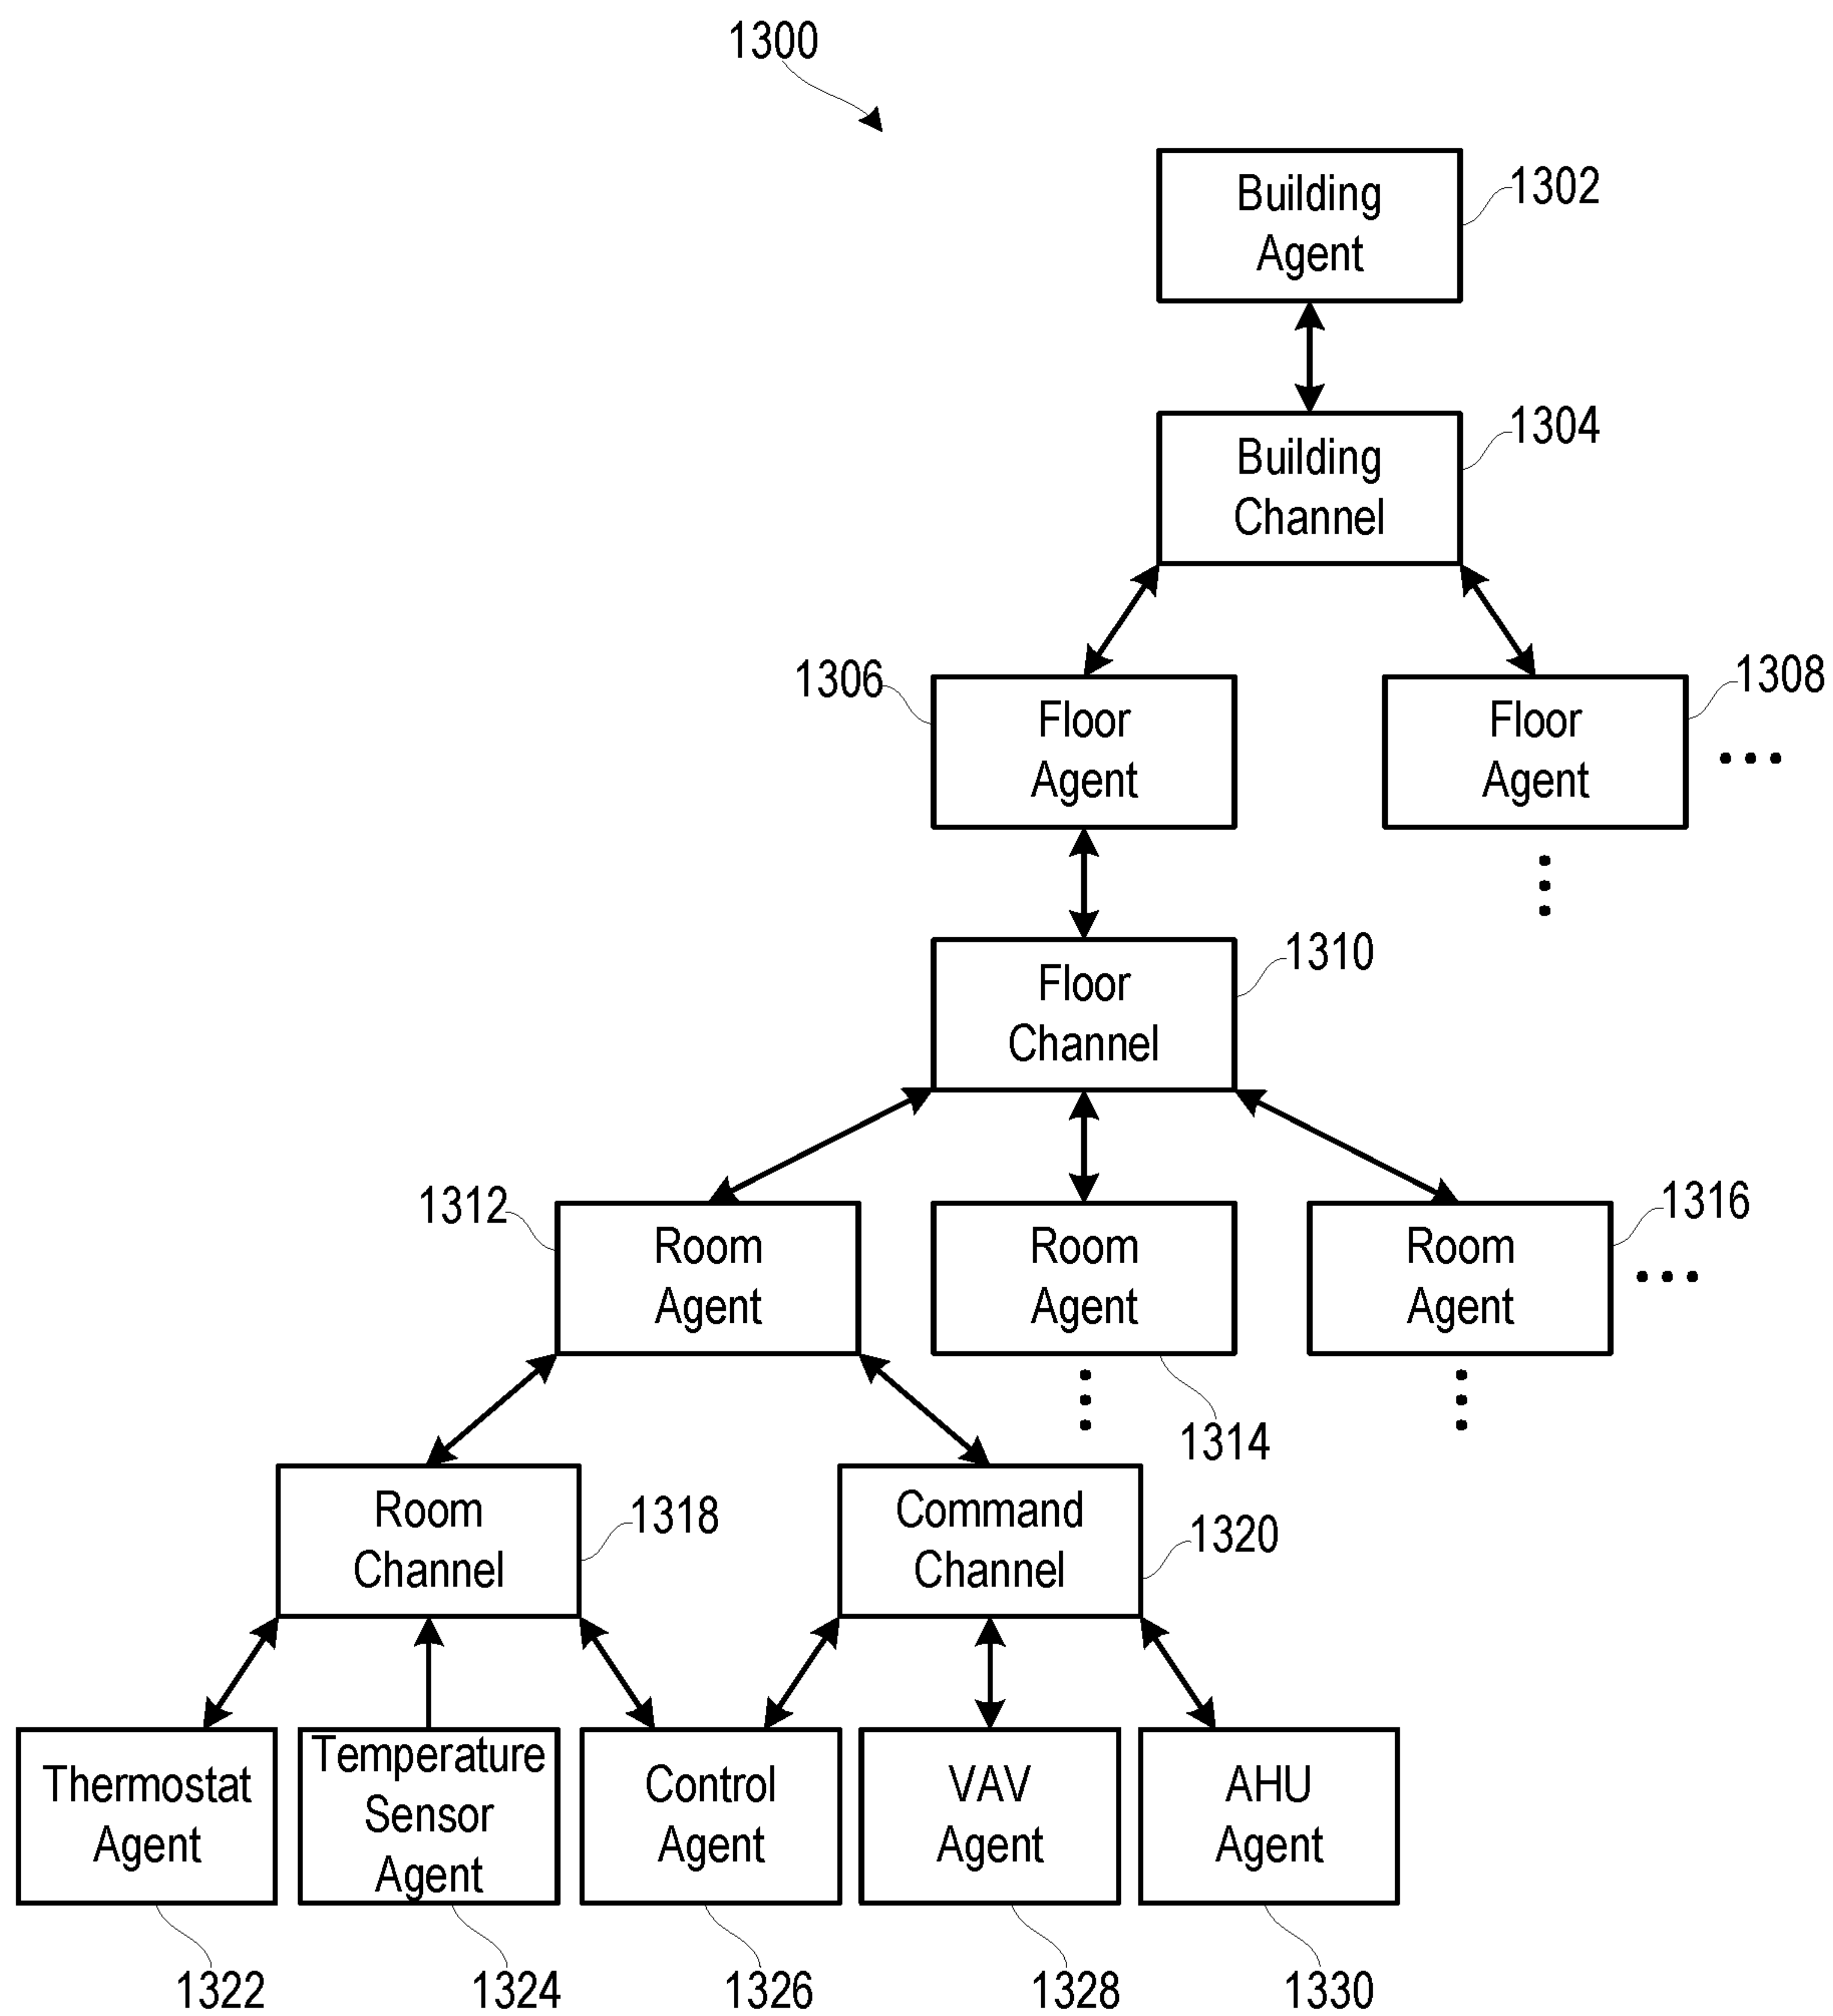 1300
Building
Agent
1302
Building
Channel
1304
1306
Floor
Agent
Floor
Agent
1308
Floor
Channel
1310
1312
Room
Agent
Room
Agent
1314
Room
Agent
1316
Room
Channel
1318
Command
Channel
1320
Thermostat
Agent
Temperature
Sensor
Agent
Control
Agent
VAV
Agent
AHU
Agent
1322
1324
1326
1328
1330